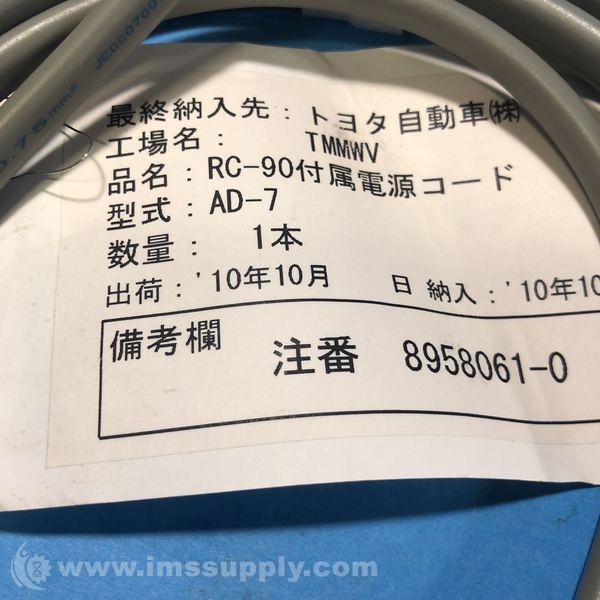 0.75mm²
JE050700
最終納入先：トヨタ自動車㈱
工場名： TMMWV
品名：RC-90付属電源コード
型式：AD-7
数量： 1本
出荷：'10年10月 日 納入：'10年10
備考欄 注番 8958061-0
www.imssupply.com